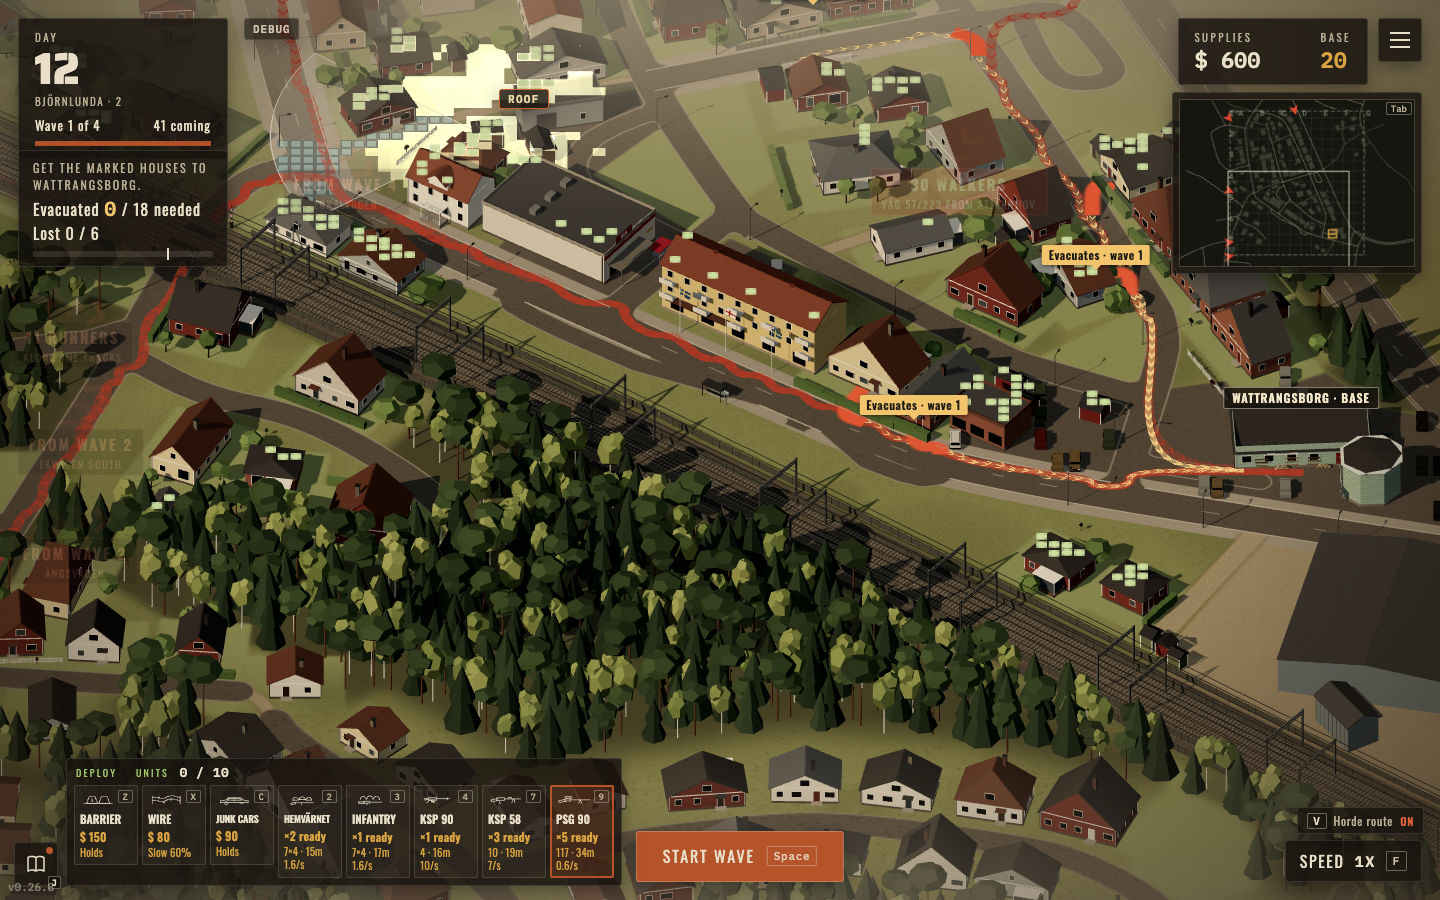 DAY
12
BJÖRNLUNDA · 2
Wave 1 of 4 41 coming
GET THE MARKED HOUSES TO
WATTRANGSBORG.
Evacuated 0 / 18 needed
Lost 0 / 6
DEBUG
ROOF
SUPPLIES BASE
$ 600 20
Tab
30 WALKERS
Evacuates · wave 1
Evacuates · wave 1
WATTRANGSBORG · BASE
FROM WAVE 2
DEPLOY UNITS 0 / 10
Z
BARRIER
$ 150
Holds
X
WIRE
$ 80
Slow 60%
C
JUNK CARS
$ 90
Holds
2
HEMVÄRNET
×2 ready
7×4 · 15m
1.6/s
3
INFANTRY
×1 ready
7×4 · 17m
1.6/s
4
KSP 90
×1 ready
4 · 16m
10/s
7
KSP 58
×3 ready
10 · 19m
7/s
9
PSG 90
×5 ready
117 · 34m
0.6/s
START WAVE Space
V Horde route ON
SPEED 1X F
J